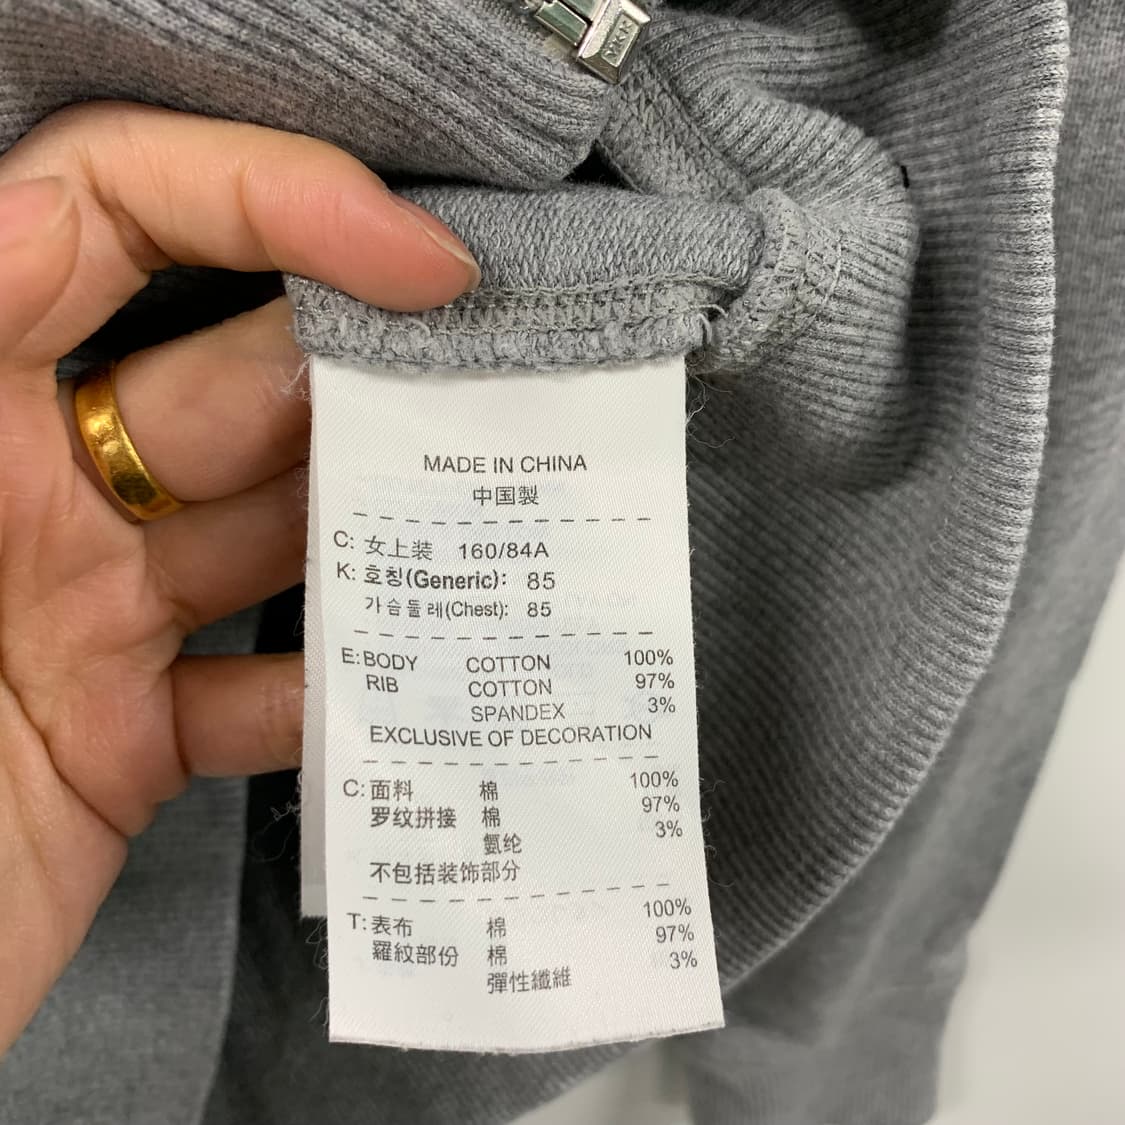 MADE IN CHINA
中国製
C: 女上装 160/84A
K: 호칭(Generic): 85
가슴둘레(Chest): 85
E: BODY COTTON 100%
RIB COTTON 97%
SPANDEX 3%
EXCLUSIVE OF DECORATION
C: 面料 棉 100%
罗纹拼接 棉 97%
氨纶 3%
不包括装饰部分
T: 表布 棉 100%
羅紋部份 棉 97%
彈性纖維 3%